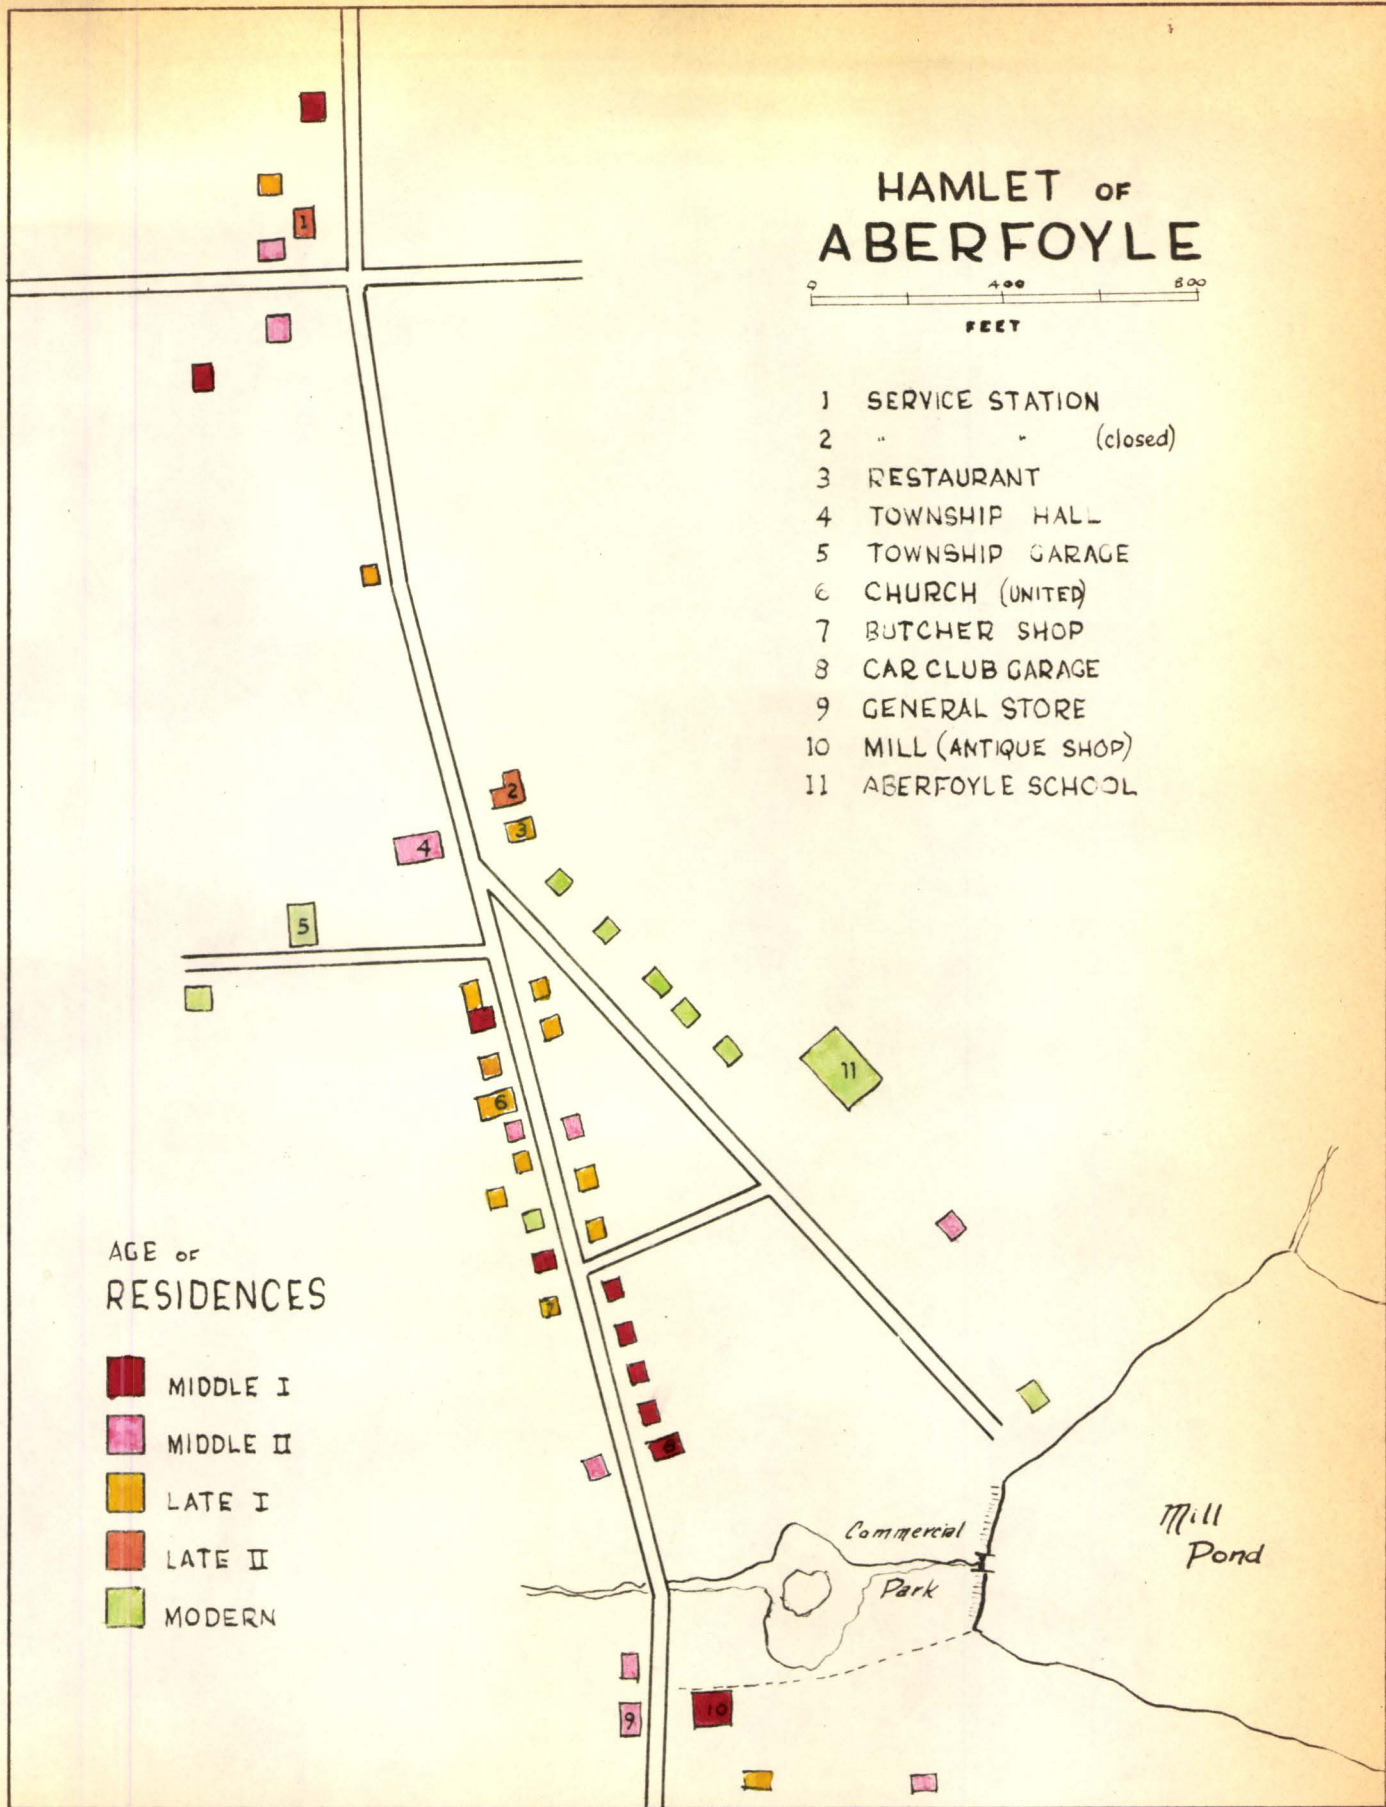 HAMLET OF
ABERFOYLE
0 400 800
FEET
1 SERVICE STATION
2 " " (closed)
3 RESTAURANT
4 TOWNSHIP HALL
5 TOWNSHIP GARAGE
6 CHURCH (UNITED)
7 BUTCHER SHOP
8 CAR CLUB GARAGE
9 GENERAL STORE
10 MILL (ANTIQUE SHOP)
11 ABERFOYLE SCHOOL
1
2
3
4
5
11
6
7
8
AGE OF
RESIDENCES
MIDDLE I
MIDDLE II
LATE I
LATE II
MODERN
Commercial
Park
Mill
Pond
9
10